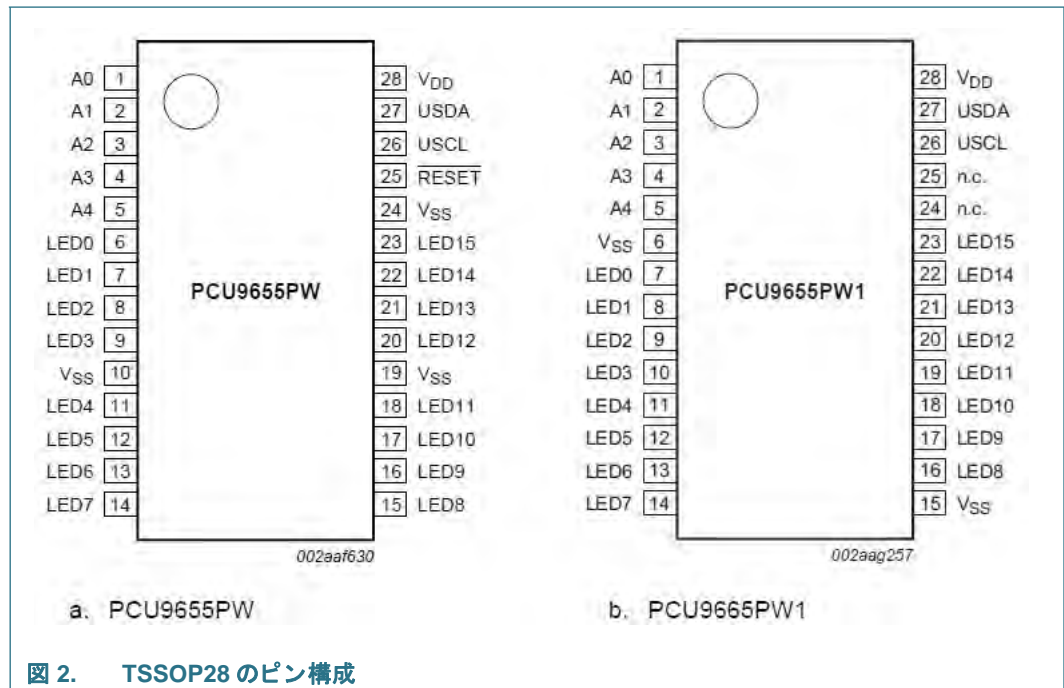 A0 1 28 VDD
A1 2 27 USDA
A2 3 26 USCL
A3 4 25 RESET
A4 5 24 VSS
LED0 6 23 LED15
LED1 7 22 LED14
PCU9655PW
LED2 8 21 LED13
LED3 9 20 LED12
VSS 10 19 VSS
LED4 11 18 LED11
LED5 12 17 LED10
LED6 13 16 LED9
LED7 14 15 LED8
002aaf630
a. PCU9655PW
A0 1 28 VDD
A1 2 27 USDA
A2 3 26 USCL
A3 4 25 n.c.
A4 5 24 n.c.
VSS 6 23 LED15
LED0 7 22 LED14
PCU9655PW1
LED1 8 21 LED13
LED2 9 20 LED12
LED3 10 19 LED11
LED4 11 18 LED10
LED5 12 17 LED9
LED6 13 16 LED8
LED7 14 15 VSS
002aag257
b. PCU9665PW1
図 2. TSSOP28 のピン構成